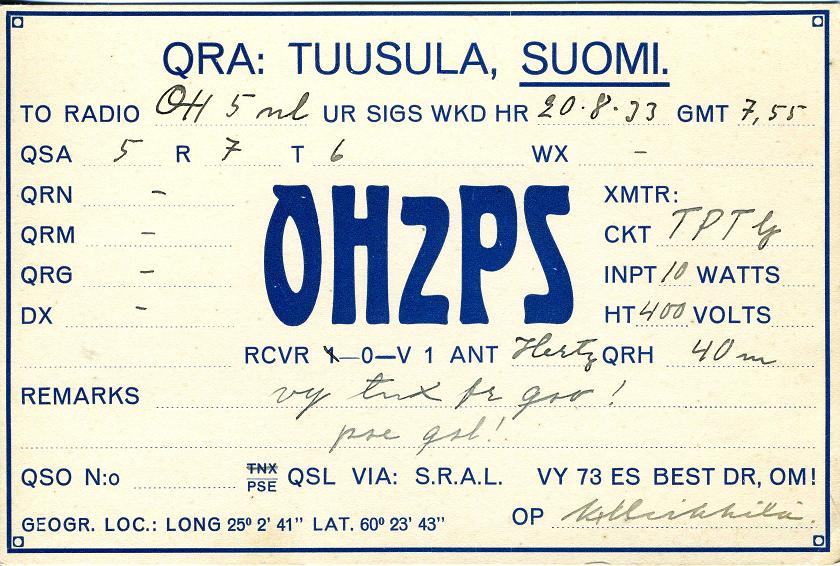 QRA: TUUSULA, SUOMI.
TO RADIO OH 5 nl UR SIGS WKD HR 20.8.33 GMT 7,55
QSA 5 R 7 T 6 WX –
QRN –
QRM –
QRG –
DX –
OH2PS
XMTR:
CKT TPTG
INPT 10 WATTS
HT 400 VOLTS
RCVR 1–0–V 1 ANT Hertz QRH 40 m
REMARKS vy tnx fr qso!
pse qsl!
QSO N:o TNX PSE QSL VIA: S.R.A.L. VY 73 ES BEST DR, OM!
GEOGR. LOC.: LONG 25º 2' 41" LAT. 60º 23' 43" OP